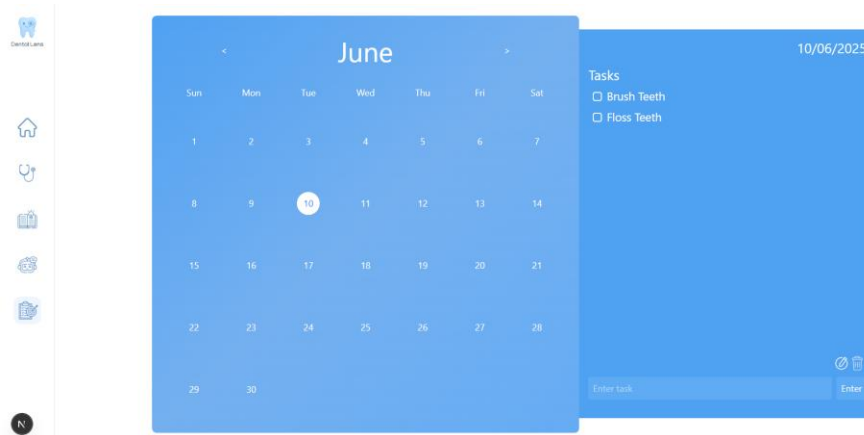 Dental Lens
< June >
Sun Mon Tue Wed Thu Fri Sat
1 2 3 4 5 6 7
8 9 10 11 12 13 14
15 16 17 18 19 20 21
22 23 24 25 26 27 28
29 30
10/06/2025
Tasks
Brush Teeth
Floss Teeth
Enter task
Enter
N